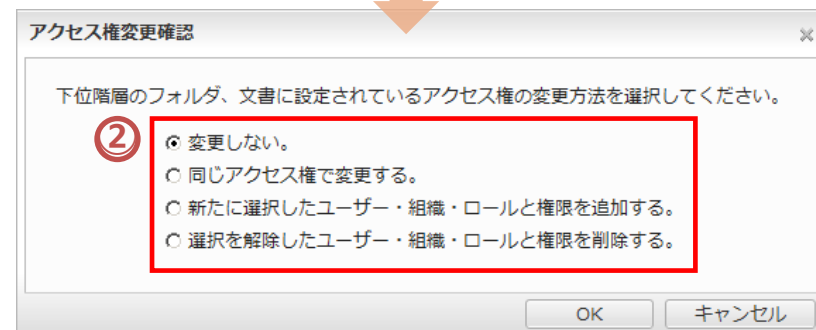 アクセス権変更確認
下位階層のフォルダ、文書に設定されているアクセス権の変更方法を選択してください。
②
変更しない。
同じアクセス権で変更する。
新たに選択したユーザー・組織・ロールと権限を追加する。
選択を解除したユーザー・組織・ロールと権限を削除する。
OK キャンセル